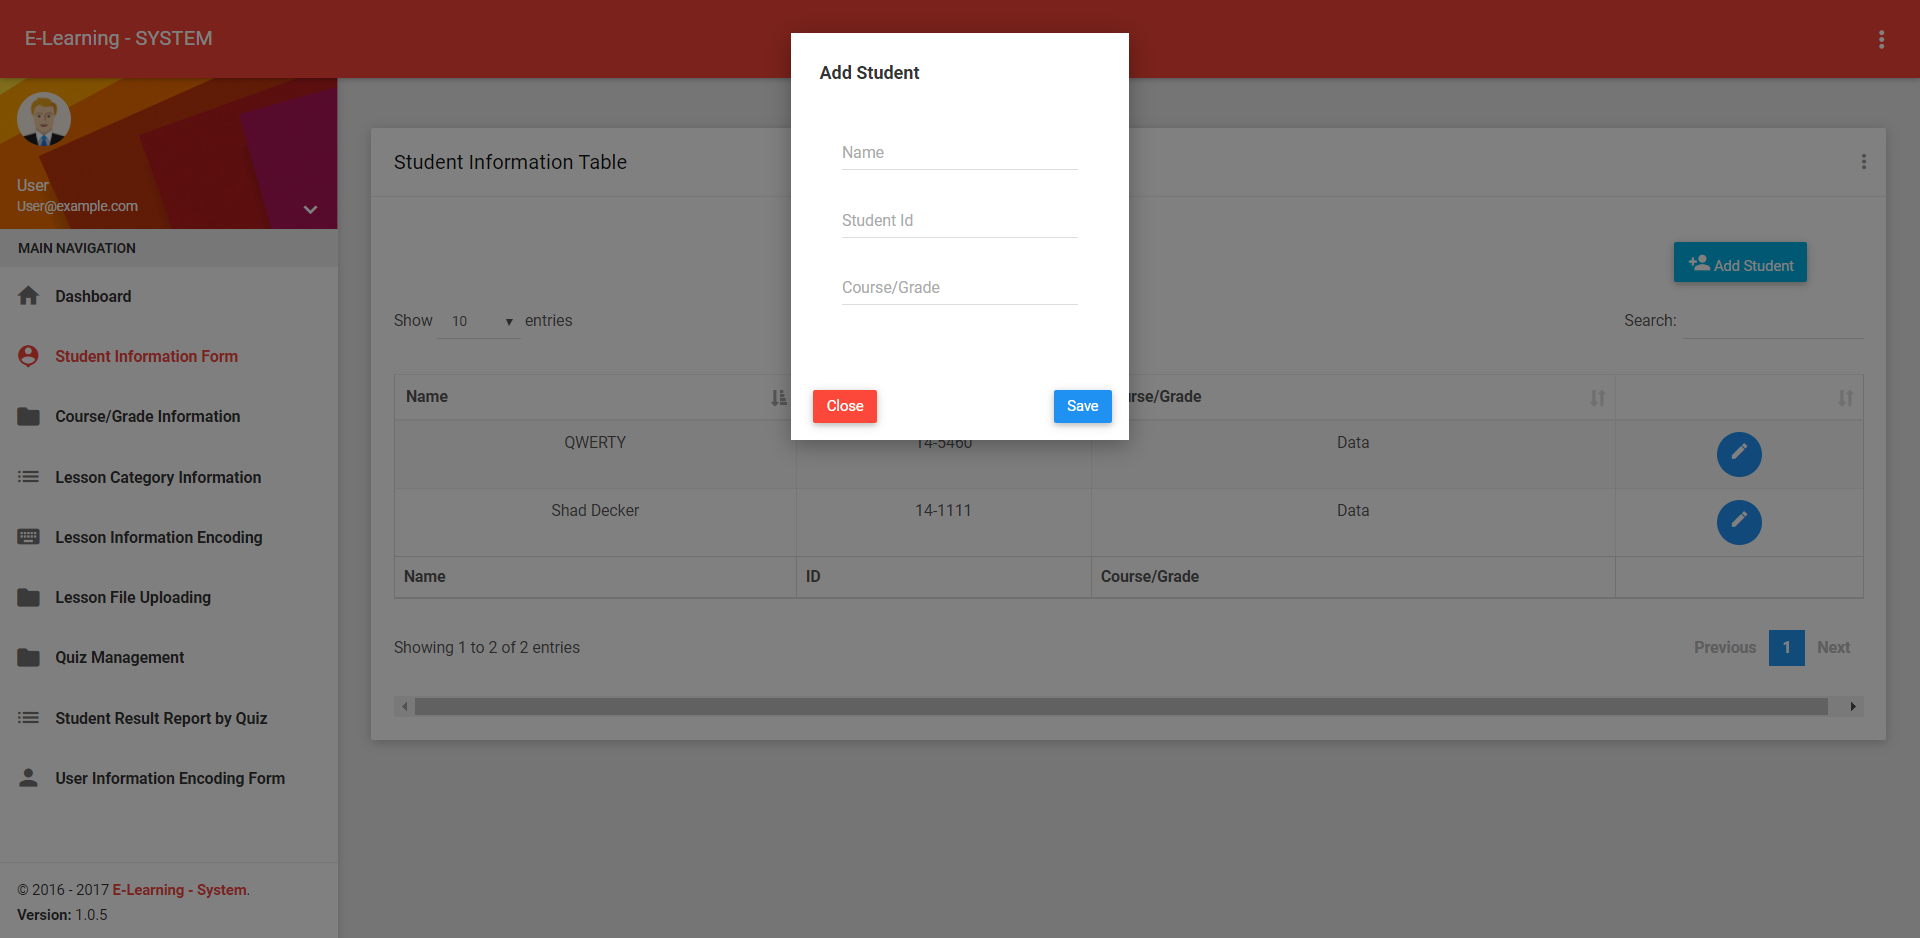 E-Learning - SYSTEM
User
User@example.com
MAIN NAVIGATION
Dashboard
Student Information Form
Course/Grade Information
Lesson Category Information
Lesson Information Encoding
Lesson File Uploading
Quiz Management
Student Result Report by Quiz
User Information Encoding Form
© 2016 - 2017 E-Learning - System.
Version: 1.0.5
Add Student
Name
Student Id
Course/Grade
Close Save
Student Information Table
Add Student
Show 10 entries
Search:
Name rse/Grade
QWERTY 14-5460 Data
Shad Decker 14-1111 Data
Name ID Course/Grade
Showing 1 to 2 of 2 entries
Previous 1 Next